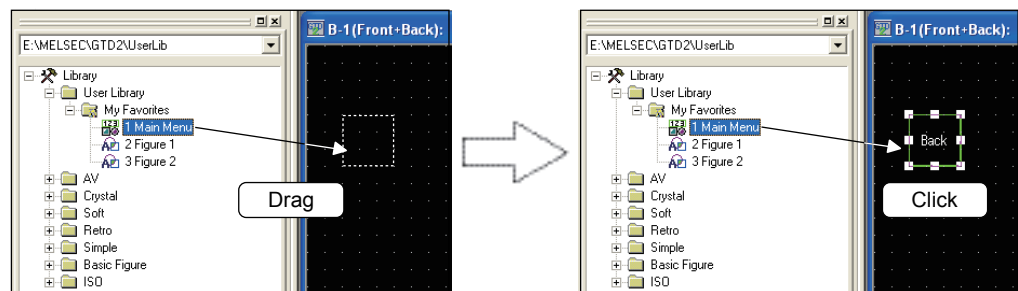 B-1(Front+Back):
E:\MELSEC\GTD2\UserLib
Library
User Library
My Favorites
1 Main Menu
2 Figure 1
3 Figure 2
AV
Crystal
Soft
Retro
Simple
Basic Figure
ISO
Drag
B-1(Front+Back):
E:\MELSEC\GTD2\UserLib
Library
User Library
My Favorites
1 Main Menu
2 Figure 1
3 Figure 2
AV
Crystal
Soft
Retro
Simple
Basic Figure
ISO
Back
Click